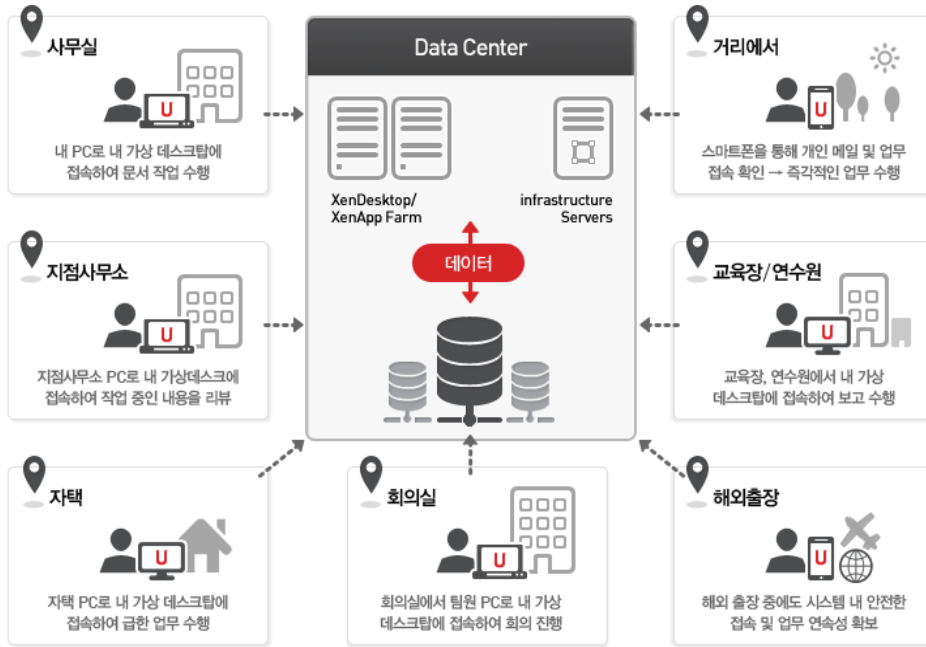 사무실
U
내 PC로 내 가상 데스크탑에
접속하여 문서 작업 수행
Data Center
XenDesktop/
XenApp Farm
infrastructure
Servers
데이터
거리에서
U
스마트폰을 통해 개인 메일 및 업무
접속 확인 → 즉각적인 업무 수행
지점사무소
U
지점사무소 PC로 내 가상데스크에
접속하여 작업 중인 내용을 리뷰
교육장/연수원
U
교육장, 연수원에서 내 가상
데스크탑에 접속하여 보고 수행
자택
U
자택 PC로 내 가상 데스크탑에
접속하여 급한 업무 수행
회의실
U
회의실에서 팀원 PC로 내 가상
데스크탑에 접속하여 회의 진행
해외출장
U
해외 출장 중에도 시스템 내 안전한
접속 및 업무 연속성 확보